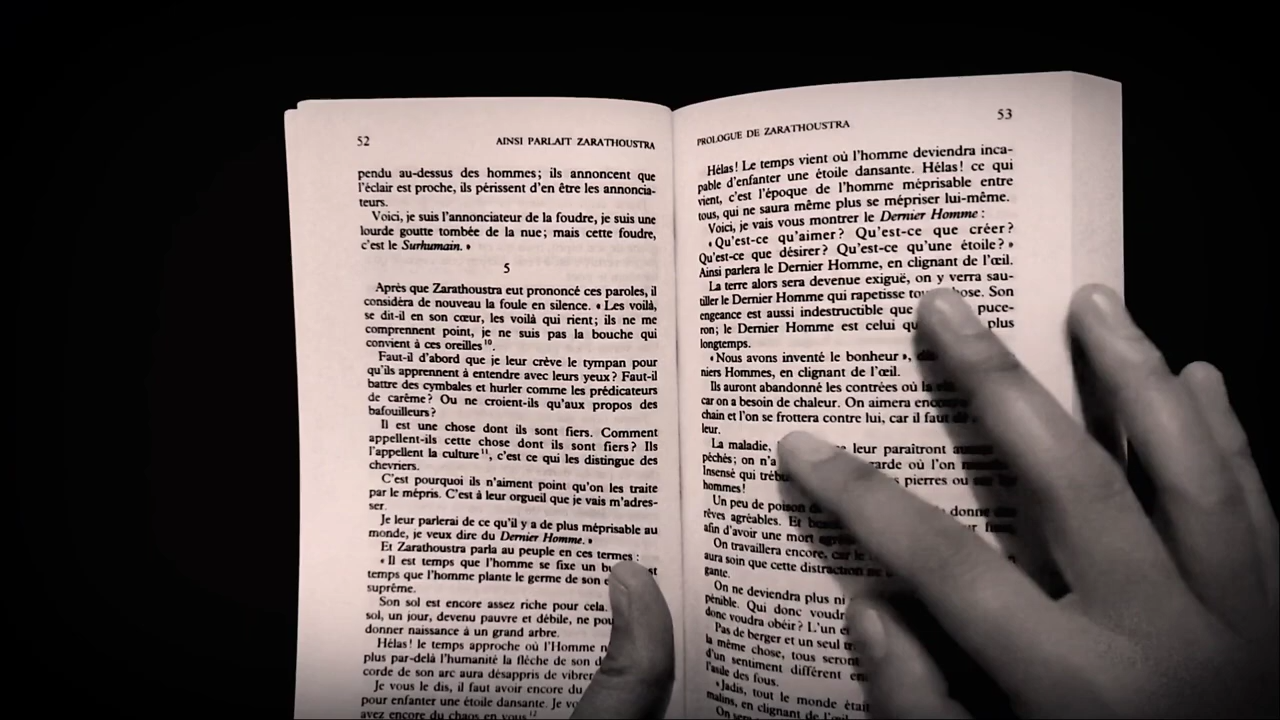 52
AINSI PARLAIT ZARATHOUSTRA
pendu au-dessus des hommes; ils annoncent que
l'éclair est proche, ils périssent d'en être les annoncia-
teurs.
Voici, je suis l'annonciateur de la foudre, je suis une
lourde goutte tombée de la nue; mais cette foudre,
c'est le Surhumain. »
5
Après que Zarathoustra eut prononcé ces paroles, il
considéra de nouveau la foule en silence. « Les voilà,
se dit-il en son cœur, les voilà qui rient; ils ne me
comprennent point, je ne suis pas la bouche qui
convient à ces oreilles¹⁰.
Faut-il d'abord que je leur crève le tympan pour
qu'ils apprennent à entendre avec leurs yeux? Faut-il
battre des cymbales et hurler comme les prédicateurs
de carême? Ou ne croient-ils qu'aux propos des
bafouilleurs?
Il est une chose dont ils sont fiers. Comment
appellent-ils cette chose dont ils sont fiers? Ils
l'appellent la culture¹¹, c'est ce qui les distingue des
chevriers.
C'est pourquoi ils n'aiment point qu'on les traite
par le mépris. C'est à leur orgueil que je vais m'adres-
ser.
Je leur parlerai de ce qu'il y a de plus méprisable au
monde, je veux dire du Dernier Homme. »
Et Zarathoustra parla au peuple en ces termes :
« Il est temps que l'homme se fixe un
temps que l'homme plante le germe de son
suprême.
Son sol est encore assez riche pour cela.
sol, un jour, devenu pauvre et débile, ne
donner naissance à un grand arbre.
Hélas! le temps approche où l'Homme
plus par-delà l'humanité la flèche de son
corde de son arc aura désappris de vibrer
Je vous le dis, il faut avoir encore du
pour enfanter une étoile dansante. Je
avez encore du chaos en vous¹²
PROLOGUE DE ZARATHOUSTRA
53
Hélas! Le temps vient où l'homme deviendra inca-
pable d'enfanter une étoile dansante. Hélas! ce qui
vient, c'est l'époque de l'homme méprisable entre
tous, qui ne saura même plus se mépriser lui-même.
Voici, je vais vous montrer le Dernier Homme :
« Qu'est-ce qu'aimer? Qu'est-ce que créer?
Qu'est-ce que désirer? Qu'est-ce qu'une étoile? »
Ainsi parlera le Dernier Homme, en clignant de l'œil.
La terre alors sera devenue exiguë, on y verra sau-
tiller le Dernier Homme qui rapetisse Son
engeance est aussi indestructible que puce-
ron; le Dernier Homme est celui plus
longtemps.
« Nous avons inventé le bonheur »,
niers Hommes, en clignant de l'œil.
Ils auront abandonné les contrées où la
car on a besoin de chaleur. On aimera
chain et l'on se frottera contre lui, car il faut
leur.
La maladie, leur paraîtront
péchés; on n'a où l'on
Insensé qui pierres ou
hommes!
Un peu de poison donne
rêves agréables. Et
afin d'avoir une mort
On travaillera encore, car le
aura soin que cette distraction ne
gante.
On ne deviendra plus ni
pénible. Qui donc
donc voudra obéir? L'un
Pas de berger et un seul
la même chose, tous seront
d'un sentiment différent
l'asile des fous.
« Jadis, tout le monde était
malins, en clignant de l'œil.
On